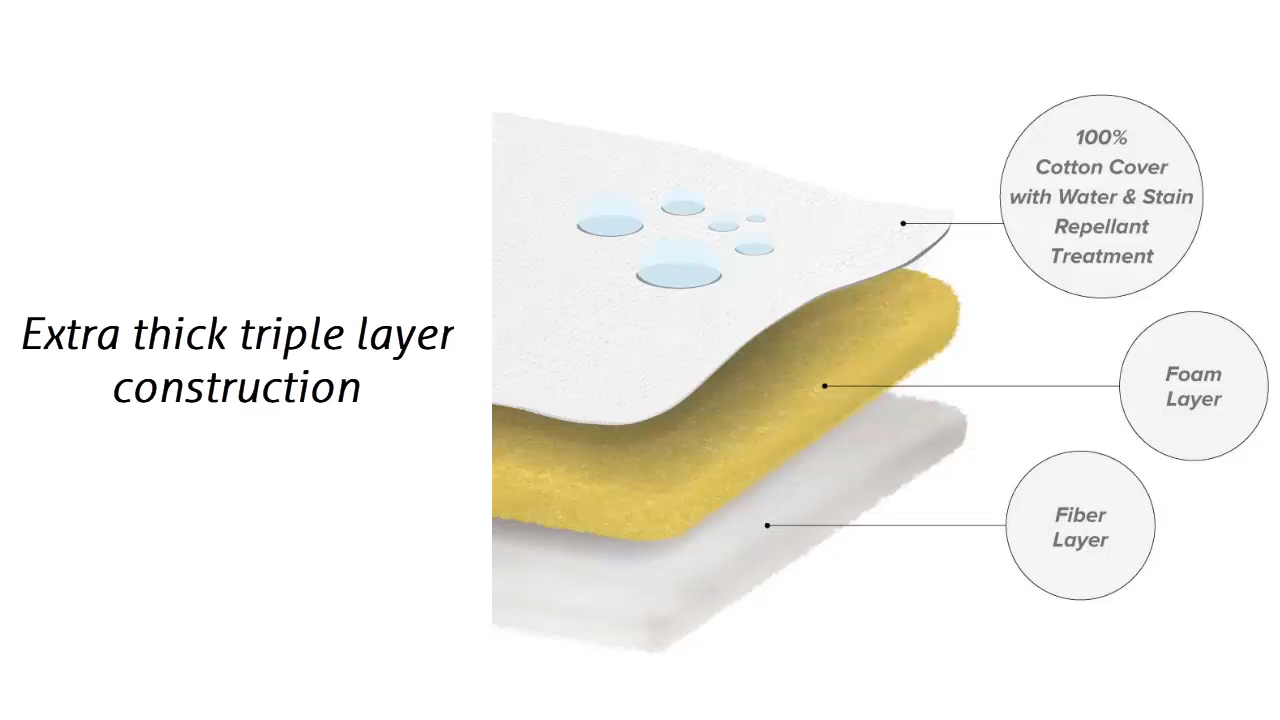 Extra thick triple layer
construction
100%
Cotton Cover
with Water & Stain
Repellant
Treatment
Foam
Layer
Fiber
Layer